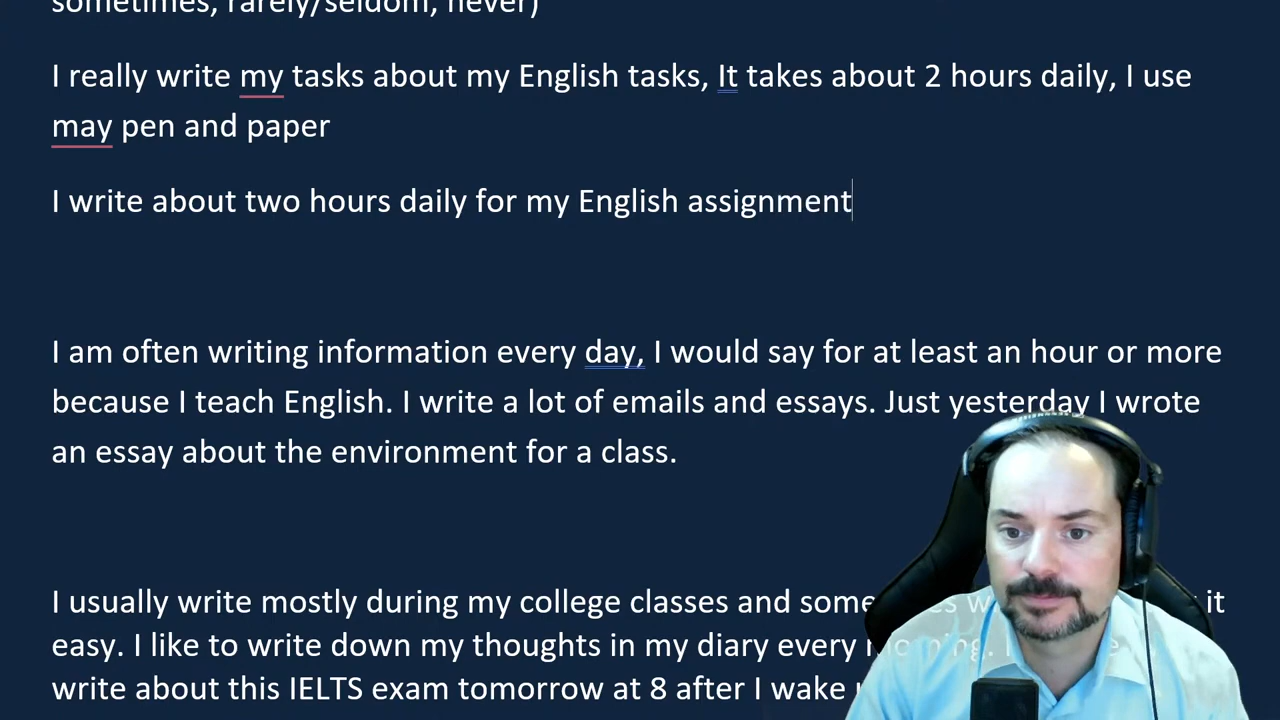 sometimes, rarely/seldom, never)
I really write my tasks about my English tasks, It takes about 2 hours daily, I use
may pen and paper
I write about two hours daily for my English assignment
I am often writing information every day, I would say for at least an hour or more
because I teach English. I write a lot of emails and essays. Just yesterday I wrote
an essay about the environment for a class.
I usually write mostly during my college classes and it
easy. I like to write down my thoughts in my diary every morning.
write about this IELTS exam tomorrow at 8 after I wake